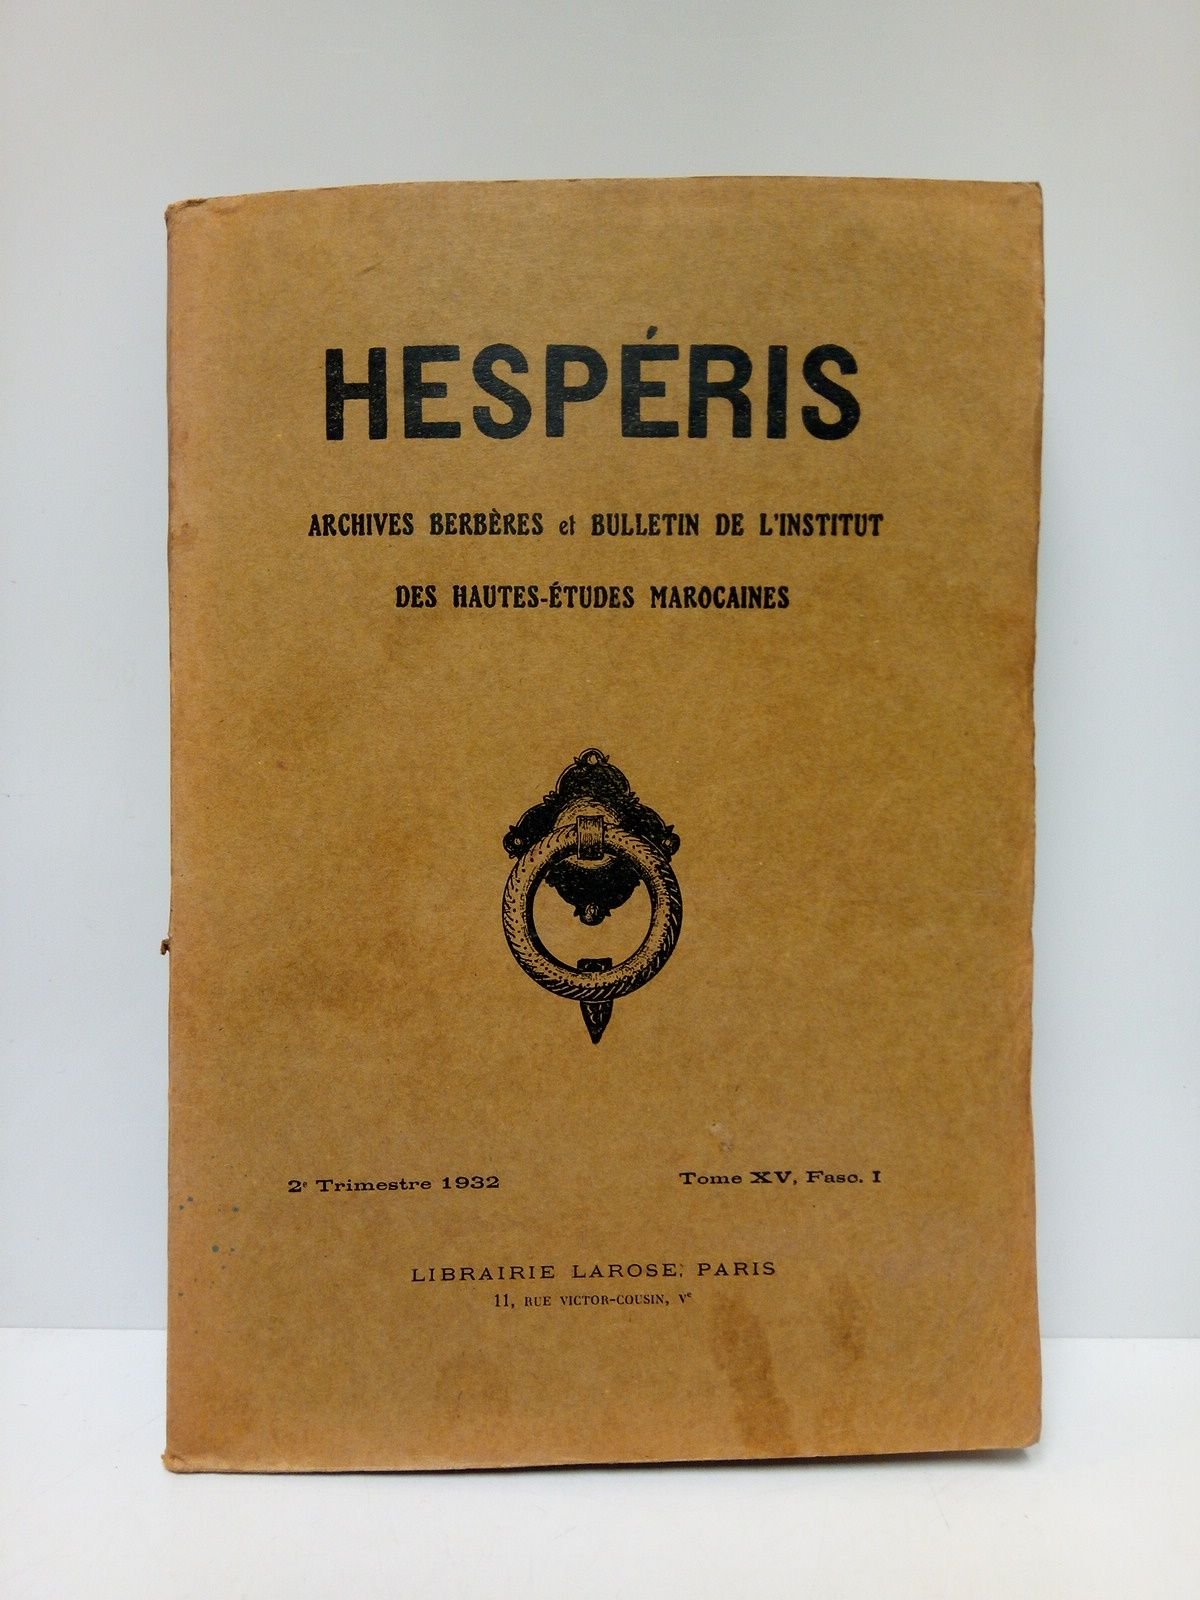 HESPÉRIS
ARCHIVES BERBÈRES et BULLETIN DE L'INSTITUT
DES HAUTES-ÉTUDES MAROCAINES
2e Trimestre 1932
Tome XV, Fasc. I
LIBRAIRIE LAROSE, PARIS
11, RUE VICTOR-COUSIN, Ve